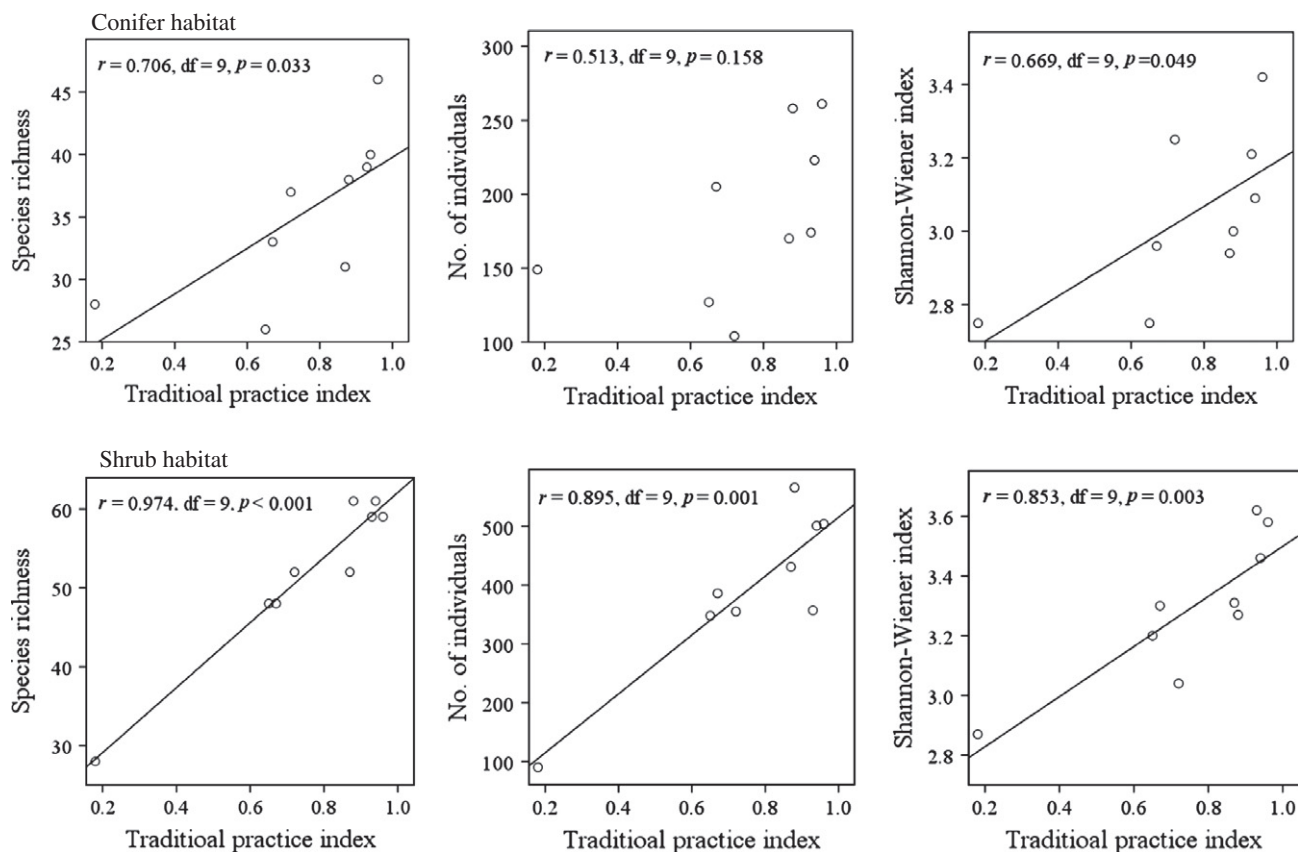 Conifer habitat
r = 0.706, df = 9, p = 0.033
45
40
35
30
25
0.2 0.4 0.6 0.8 1.0
Species richness
Traditioal practice index
r = 0.513, df = 9, p = 0.158
300
250
200
150
100
0.2 0.4 0.6 0.8 1.0
No. of individuals
Traditioal practice index
r = 0.669, df = 9, p =0.049
3.4
3.2
3.0
2.8
0.2 0.4 0.6 0.8 1.0
Shannon-Wiener index
Traditioal practice index
Shrub habitat
r = 0.974. df = 9. p < 0.001
60
50
40
30
0.2 0.4 0.6 0.8 1.0
Species richness
Traditioal practice index
r = 0.895, df = 9, p = 0.001
500
400
300
200
100
0.2 0.4 0.6 0.8 1.0
No. of individuals
Traditioal practice index
r = 0.853, df = 9, p = 0.003
3.6
3.4
3.2
3.0
2.8
0.2 0.4 0.6 0.8 1.0
Shannon-Wiener index
Traditioal practice index